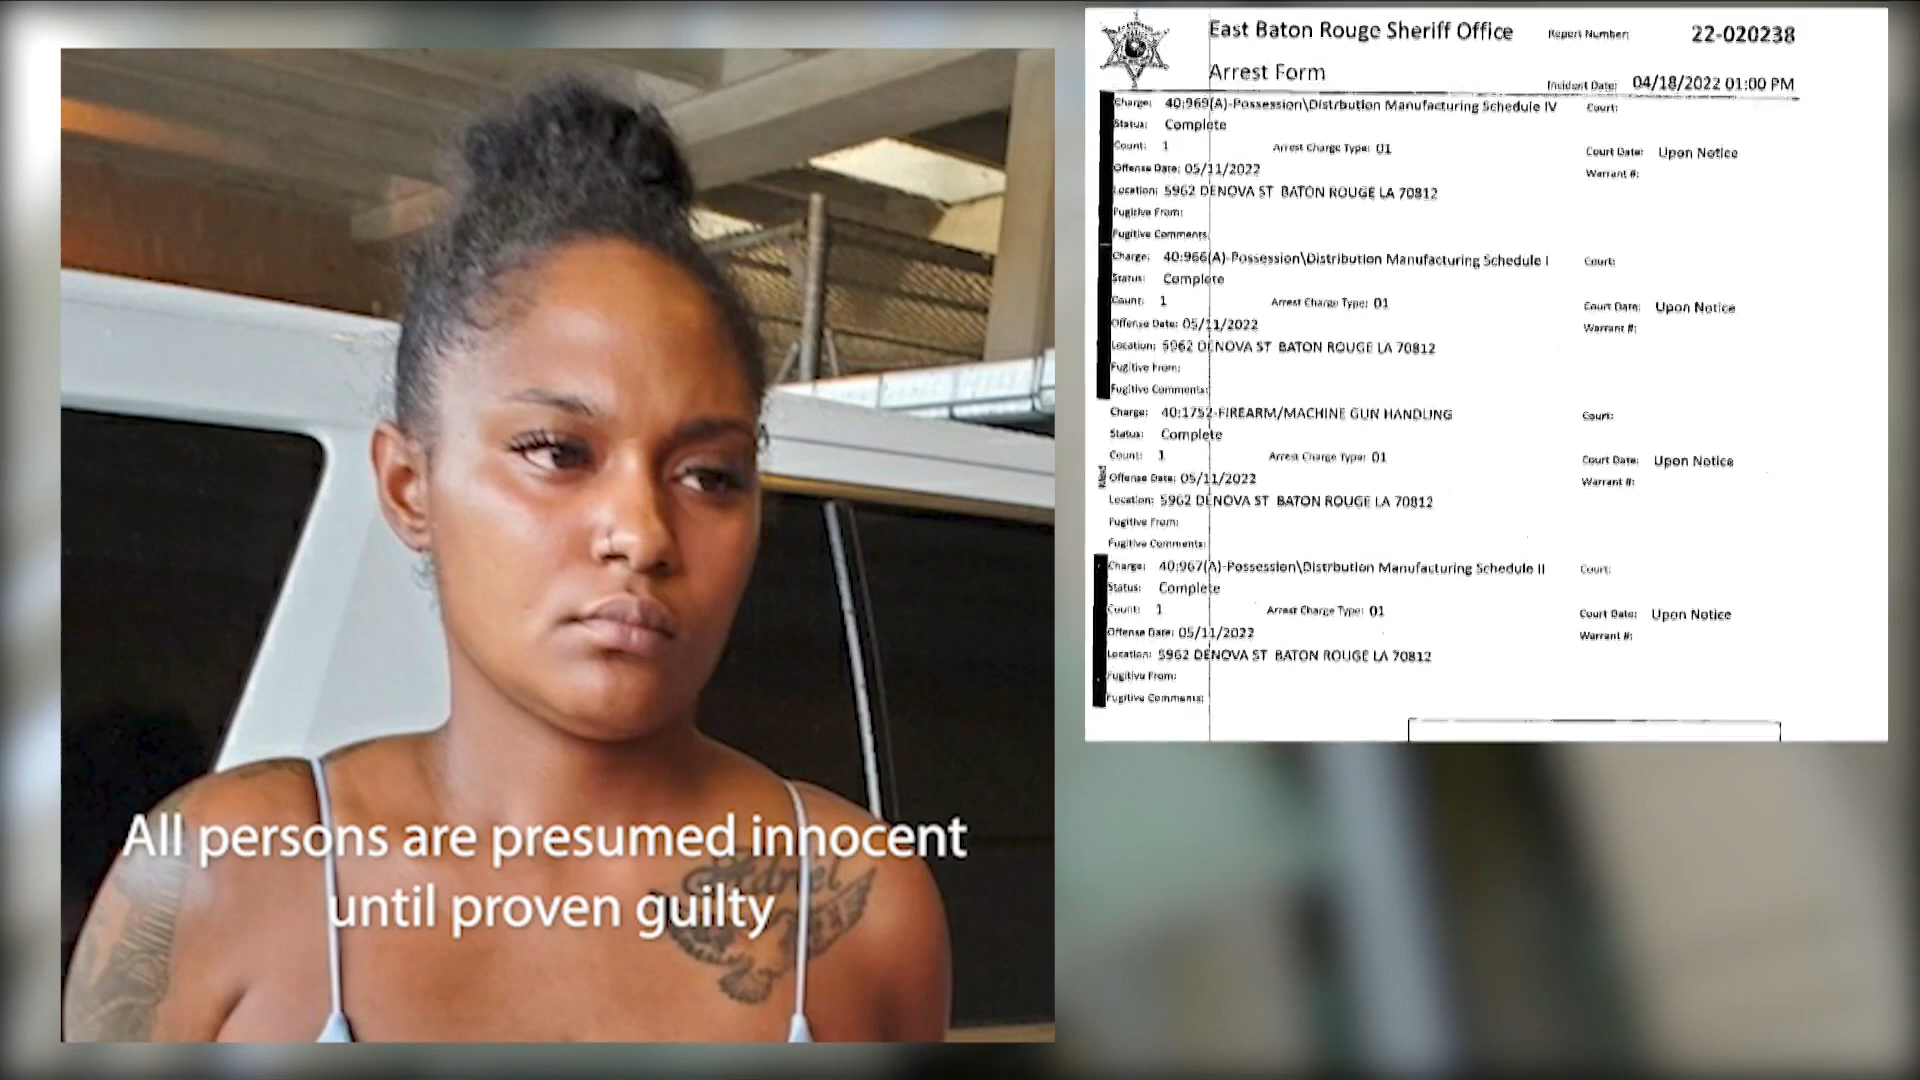 All persons are presumed innocent
until proven guilty
Adriel
East Baton Rouge Sheriff Office
Report Number: 22-020238
Arrest Form
Incident Date: 04/18/2022 01:00 PM
Charge: 40:969(A)-Possession\Distrbution Manufacturing Schedule IV Court:
Status: Complete
Count: 1 Arrest Charge Type: 01 Court Date: Upon Notice
Offense Date: 05/11/2022 Warrant #:
Location: 5962 DENOVA ST BATON ROUGE LA 70812
Fugitive From:
Fugitive Comments:
Charge: 40:966(A)-Possession\Distribution Manufacturing Schedule I Court:
Status: Complete
Count: 1 Arrest Charge Type: 01 Court Date: Upon Notice
Offense Date: 05/11/2022 Warrant #:
Location: 5962 DENOVA ST BATON ROUGE LA 70812
Fugitive From:
Fugitive Comments:
Charge: 40:1752-FIREARM/MACHINE GUN HANDLING Court:
Status: Complete
Count: 1 Arrest Charge Type: 01 Court Date: Upon Notice
Offense Date: 05/11/2022 Warrant #:
Location: 5962 DENOVA ST BATON ROUGE LA 70812
Fugitive From:
Fugitive Comments:
Charge: 40:967(A)-Possession\Distrbution Manufacturing Schedule II Court:
Status: Complete
Count: 1 Arrest Charge Type: 01 Court Date: Upon Notice
Offense Date: 05/11/2022 Warrant #:
Location: 5962 DENOVA ST BATON ROUGE LA 70812
Fugitive From:
Fugitive Comments: